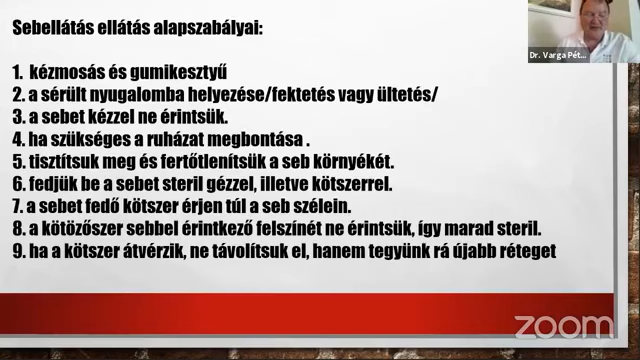 Sebellátás ellátás alapszabályai:
1. kézmosás és gumikesztyű
2. a sérült nyugalomba helyezése/fektetés vagy ültetés/
3. a sebet kézzel ne érintsük.
4. ha szükséges a ruházat megbontása .
5. tisztítsuk meg és fertőtlenítsük a seb környékét.
6. fedjük be a sebet steril gézzel, illetve kötszerrel.
7. a sebet fedő kötszer érjen túl a seb szélein.
8. a kötözőszer sebbel érintkező felszínét ne érintsük, így marad steril.
9. ha a kötszer átvérzik, ne távolítsuk el, hanem tegyünk rá újabb réteget
Dr. Varga Pét...
zoom